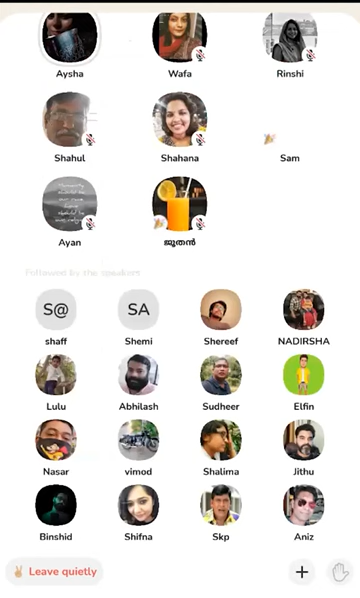 Aysha Wafa Rinshi
Shahul Shahana Sam
Ayan ജൂതൻ
Followed by the speakers
S@ SA
shaff Shemi Shereef NADIRSHA
Lulu Abhilash Sudheer Elfin
Nasar vimod Shalima Jithu
Binshid Shifna Skp Aniz
Leave quietly